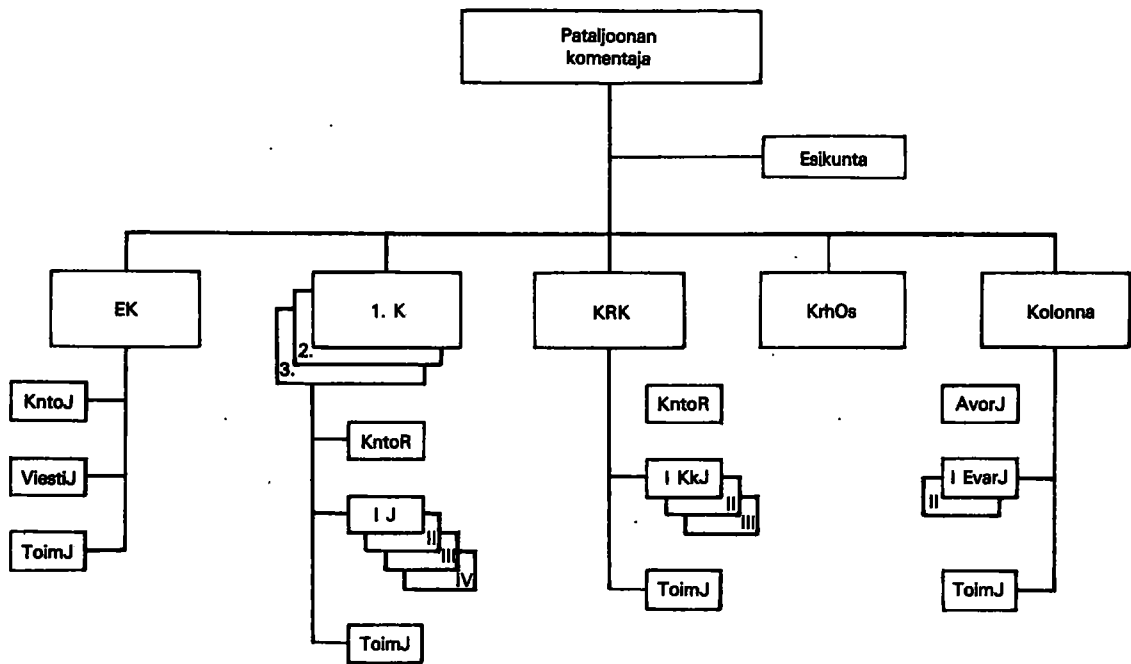 Pataljoonan
komentaja
Esikunta
EK
1. K
2.
3.
KRK
KrhOs
Kolonna
KntoJ
ViestiJ
ToimJ
KntoR
I J
II
III
IV
ToimJ
KntoR
I KkJ
II
III
ToimJ
AvorJ
I EvarJ
II
ToimJ